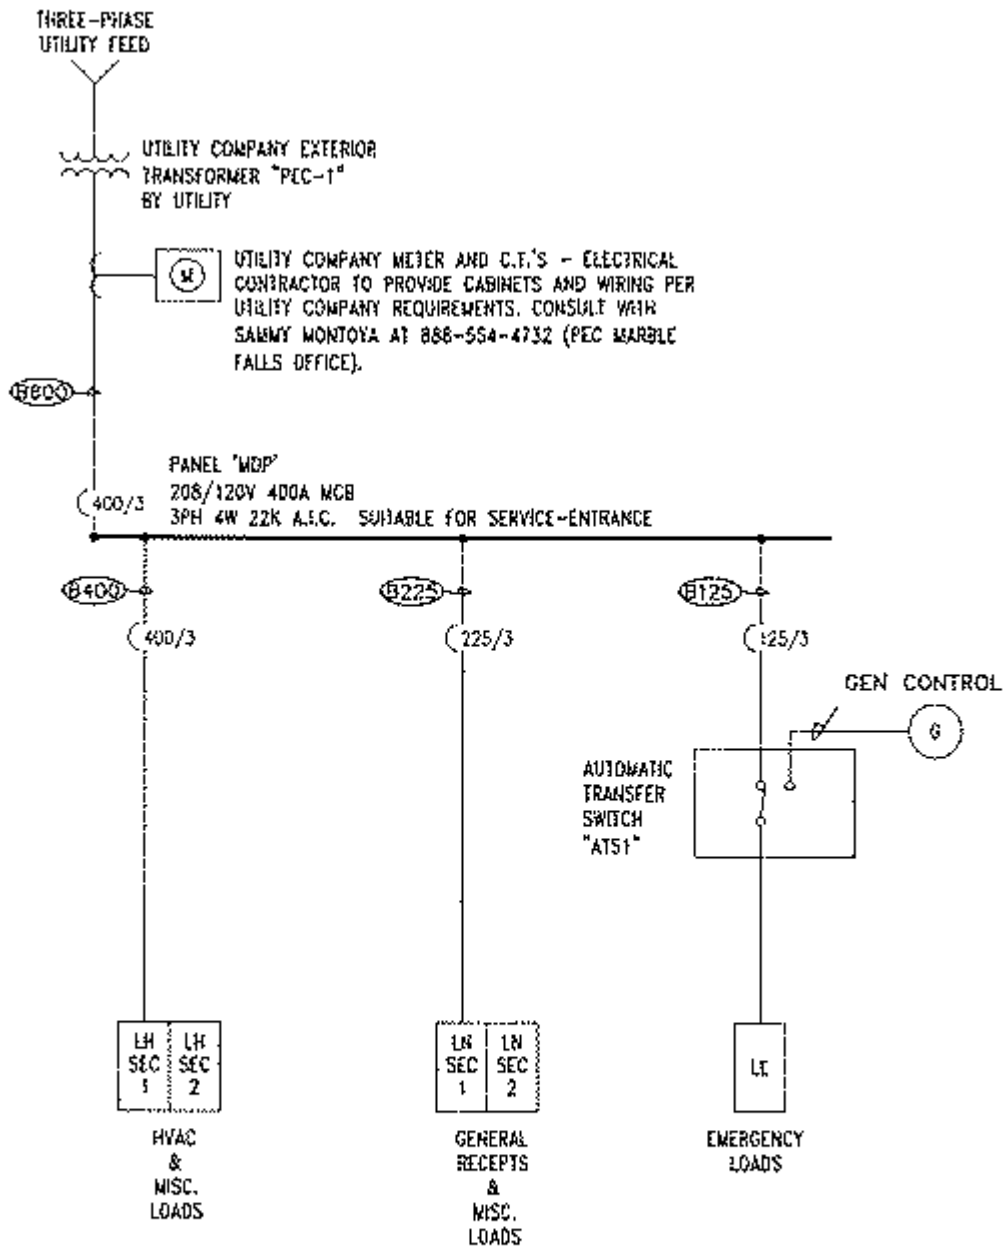 THREE-PHASE
UTILITY FEED
UTILITY COMPANY EXTERIOR
TRANSFORMER "PEC-1"
BY UTILITY
M
UTILITY COMPANY METER AND C.T.'S - ELECTRICAL
CONTRACTOR TO PROVIDE CABINETS AND WIRING PER
UTILITY COMPANY REQUIREMENTS. CONSULT WITH
SAMMY MONTOYA AT 888-554-4732 (PEC MARBLE
FALLS OFFICE).
PANEL 'MDP'
208/120V 400A MCB
3PH 4W 22K A.I.C. SUITABLE FOR SERVICE-ENTRANCE
400/3
B400
B225
B125
400/3
225/3
GEN CONTROL
G
AUTOMATIC
TRANSFER
SWITCH
"ATS1"
LH
SEC
1
LH
SEC
2
LN
SEC
1
LN
SEC
2
LE
HVAC
&
MISC.
LOADS
GENERAL
RECEPTS
&
MISC.
LOADS
EMERGENCY
LOADS